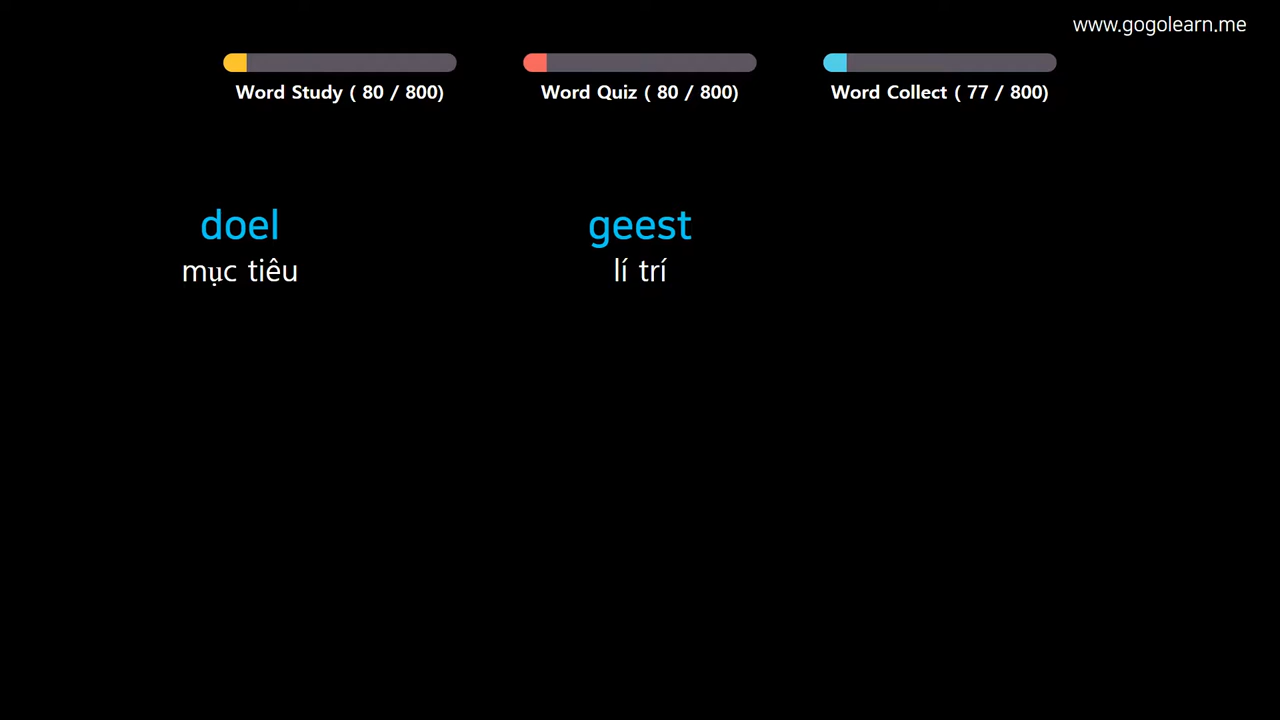 www.gogolearn.me
Word Study ( 80 / 800)
Word Quiz ( 80 / 800)
Word Collect ( 77 / 800)
doel
mục tiêu
geest
lí trí